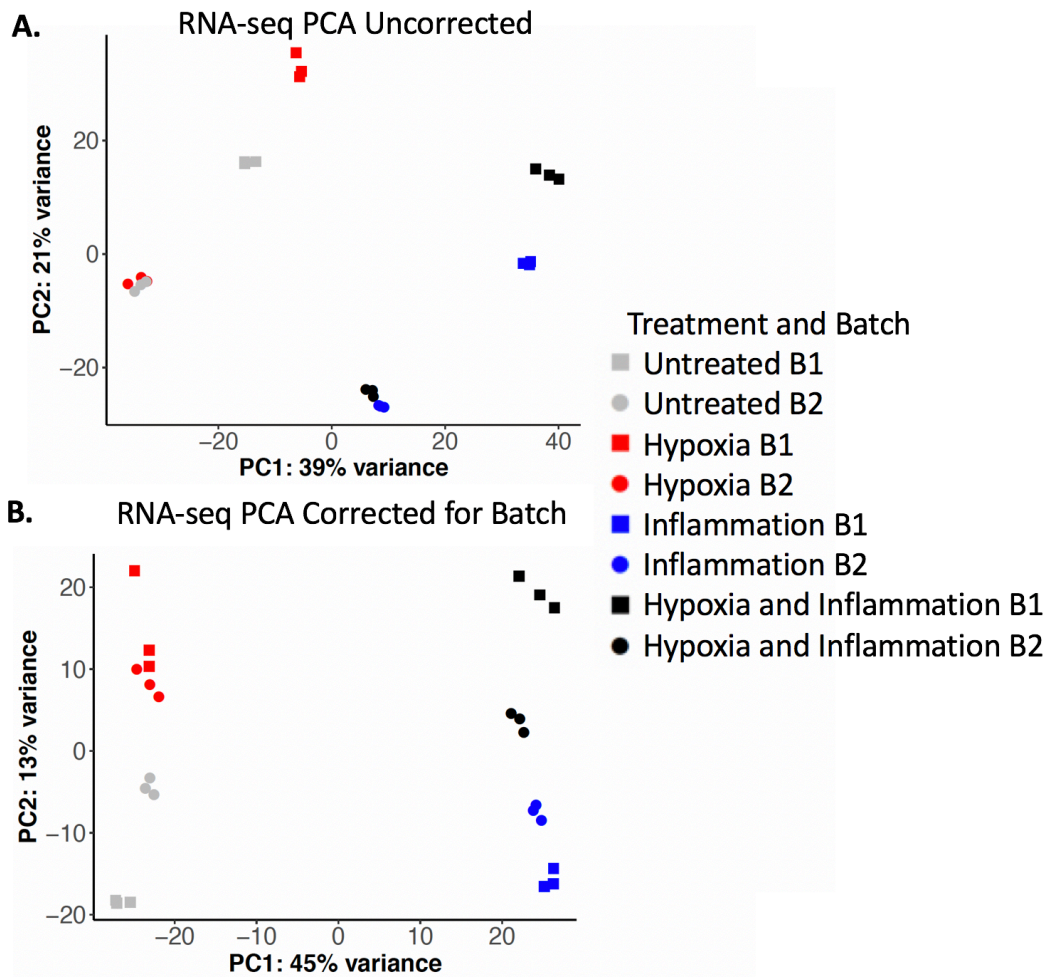 A.
RNA-seq PCA Uncorrected
PC2: 21% variance
20
0
−20
−20
0
20
40
PC1: 39% variance
Treatment and Batch
Untreated B1
Untreated B2
Hypoxia B1
Hypoxia B2
Inflammation B1
Inflammation B2
Hypoxia and Inflammation B1
Hypoxia and Inflammation B2
B.
RNA-seq PCA Corrected for Batch
PC2: 13% variance
20
10
0
−10
−20
−20
−10
0
10
20
PC1: 45% variance